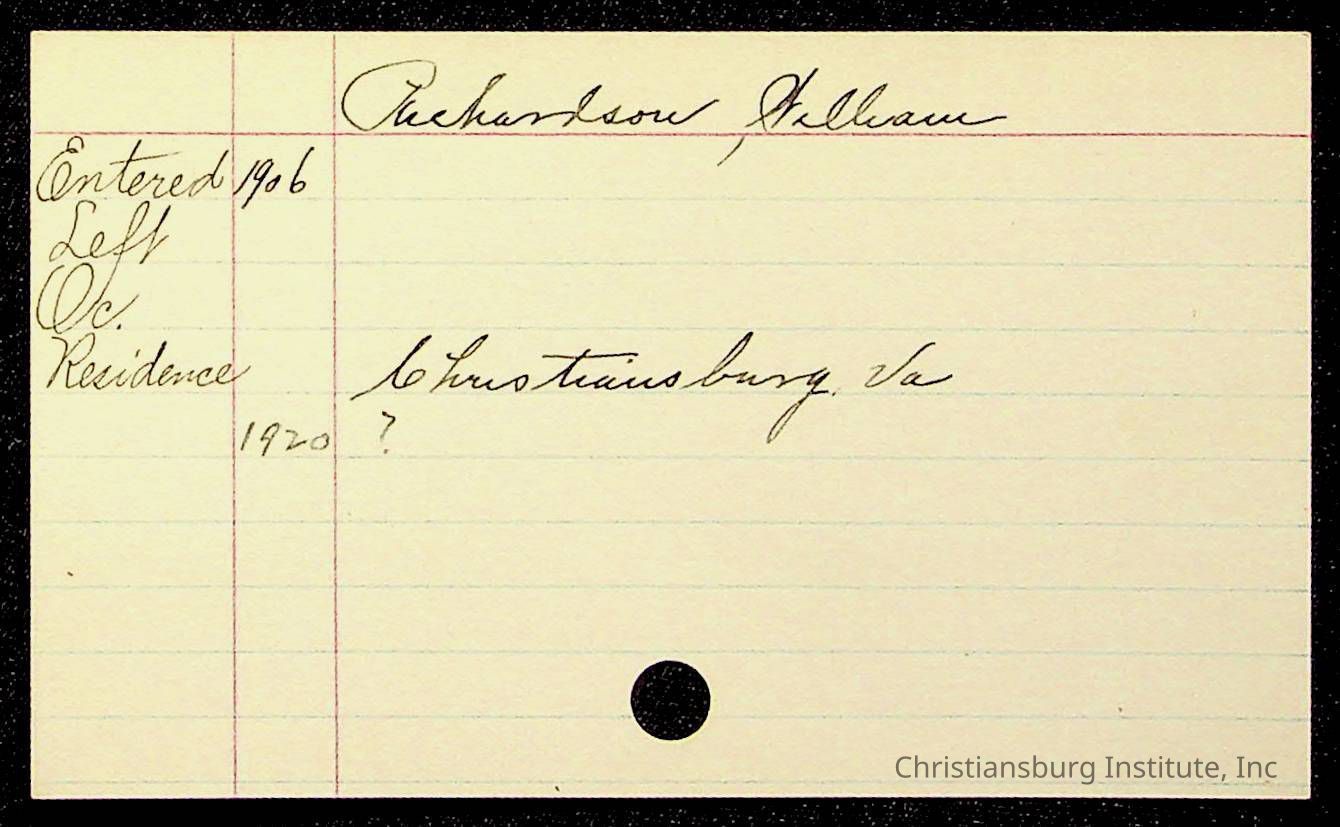 Richardson, William
Entered 1906
Left
Oc.
Residence Christiansburg, Va
1920 ?
Christiansburg Institute, Inc